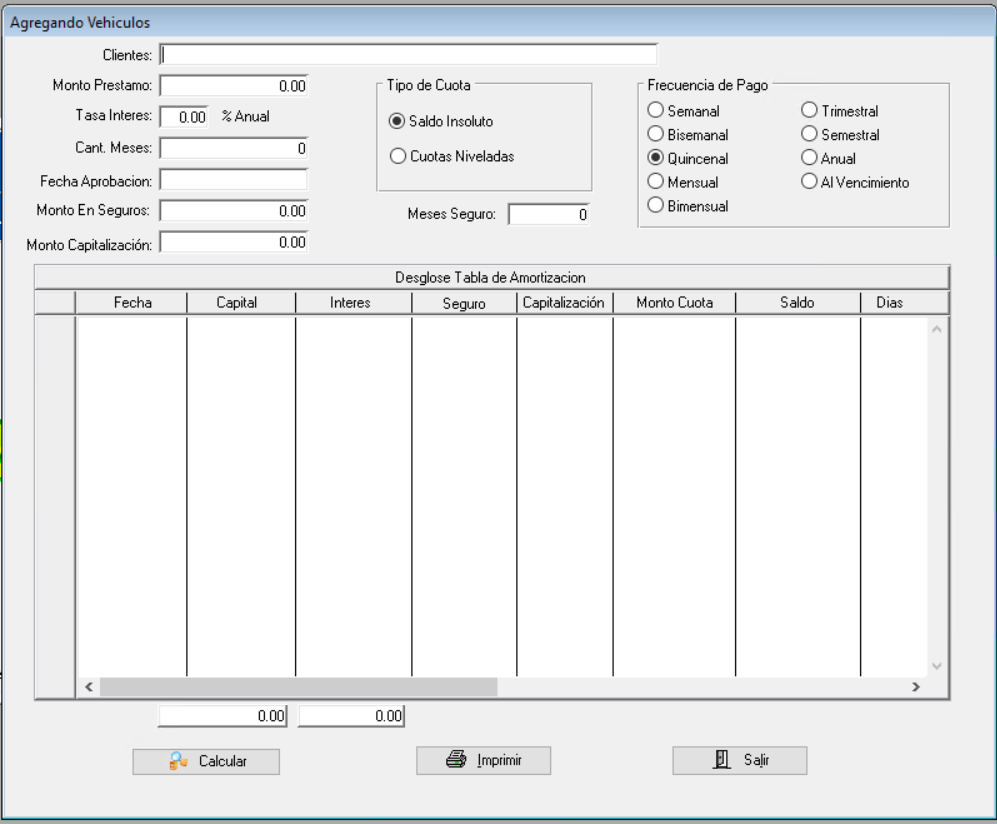 Agregando Vehiculos
Clientes:
Monto Prestamo: 0.00
Tasa Interes: 0.00 % Anual
Cant. Meses: 0
Fecha Aprobacion:
Monto En Seguros: 0.00
Monto Capitalización: 0.00
Tipo de Cuota
Saldo Insoluto
Cuotas Niveladas
Meses Seguro: 0
Frecuencia de Pago
Semanal
Bisemanal
Quincenal
Mensual
Bimensual
Trimestral
Semestral
Anual
Al Vencimiento
Desglose Tabla de Amortizacion
Fecha Capital Interes Seguro Capitalización Monto Cuota Saldo Dias
0.00 0.00
Calcular Imprimir Salir